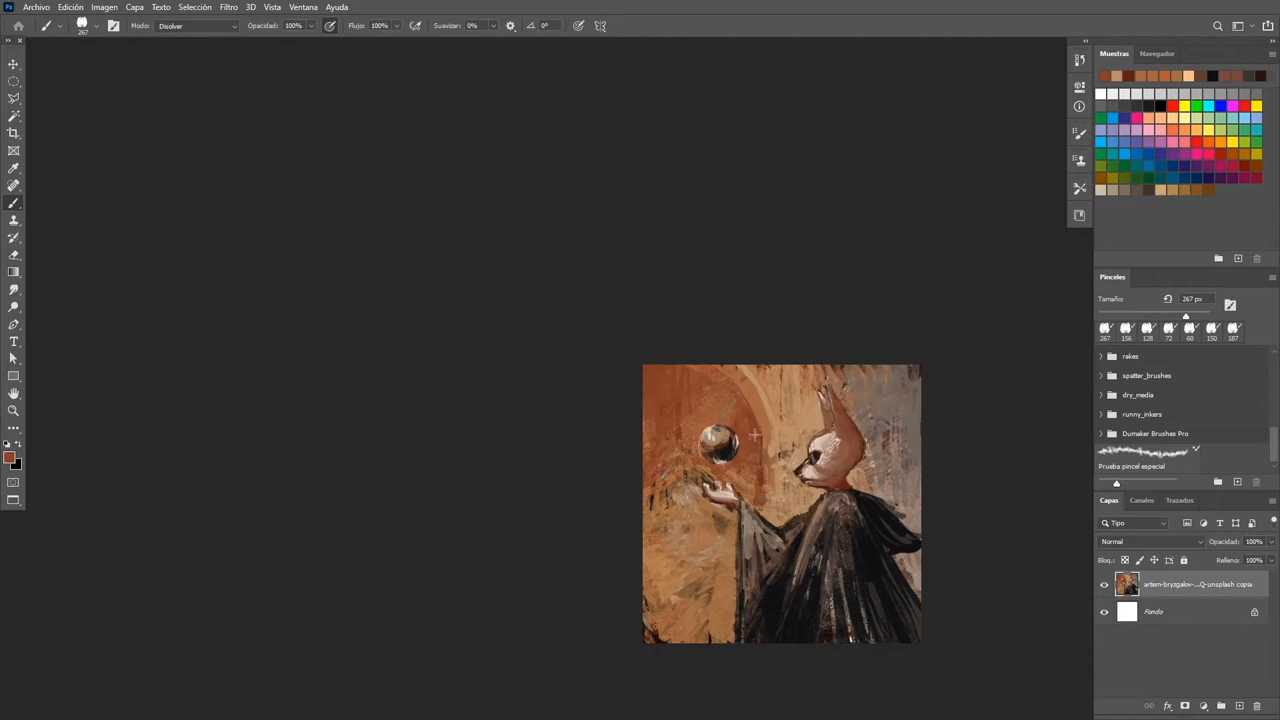 Ps Archivo Edición Imagen Capa Texto Selección Filtro 3D Vista Ventana Ayuda
267 Modo: Disolver Opacidad: 100% Flujo: 100% Suavizar: 0% 0°
Muestras Navegador
Pinceles
Tamaño: 267 px
267 156 128 72 60 150 187
rakes
spatter_brushes
dry_media
runny_inkers
Dumaker Brushes Pro
Prueba pincel especial
Capas Canales Trazados
Tipo
Normal Opacidad: 100%
Bloq.: Relleno: 100%
artem-bryzgalov-...Q-unsplash copia
Fondo
fx